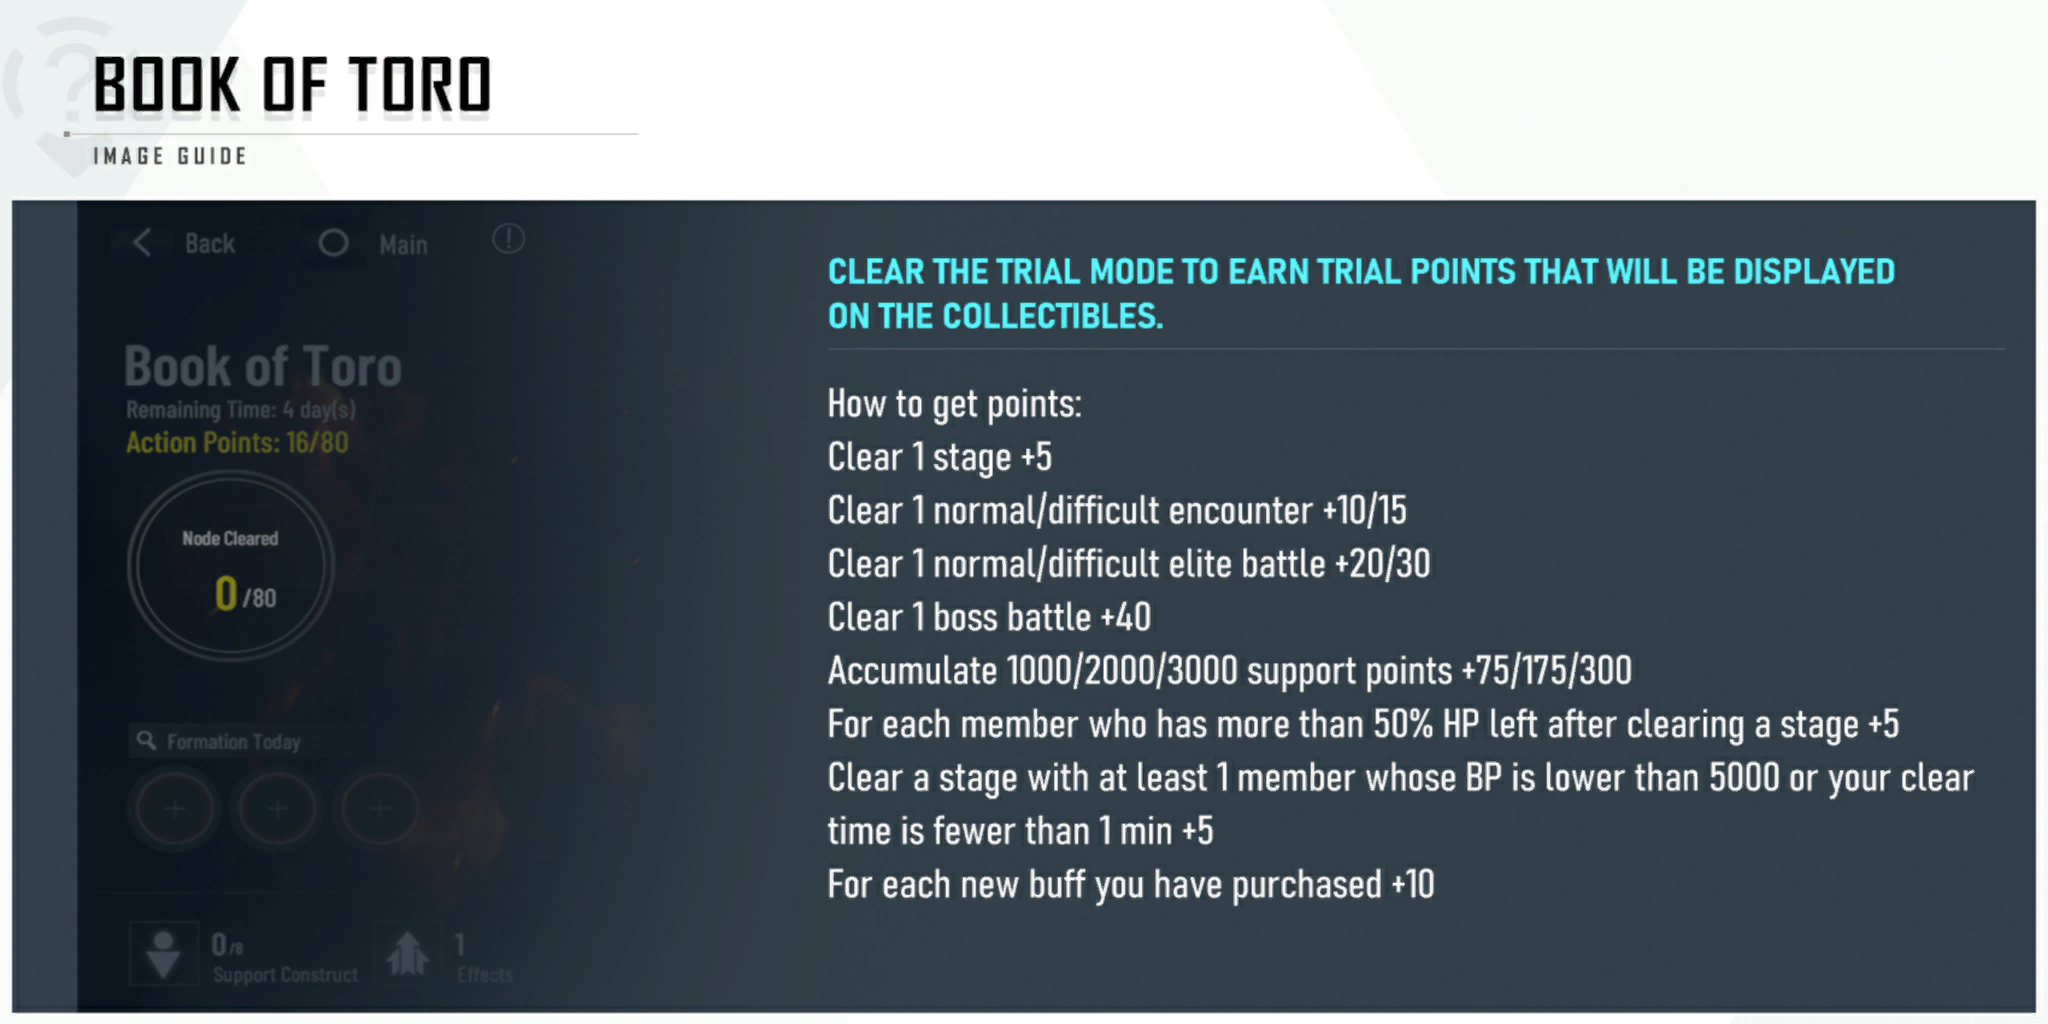 BOOK OF TORO
IMAGE GUIDE
Back
Main
Book of Toro
Remaining Time: 4 day(s)
Action Points: 16/80
Node Cleared
0/80
Formation Today
0/8
Support Construct
1
Effects
CLEAR THE TRIAL MODE TO EARN TRIAL POINTS THAT WILL BE DISPLAYED
ON THE COLLECTIBLES.
How to get points:
Clear 1 stage +5
Clear 1 normal/difficult encounter +10/15
Clear 1 normal/difficult elite battle +20/30
Clear 1 boss battle +40
Accumulate 1000/2000/3000 support points +75/175/300
For each member who has more than 50% HP left after clearing a stage +5
Clear a stage with at least 1 member whose BP is lower than 5000 or your clear
time is fewer than 1 min +5
For each new buff you have purchased +10